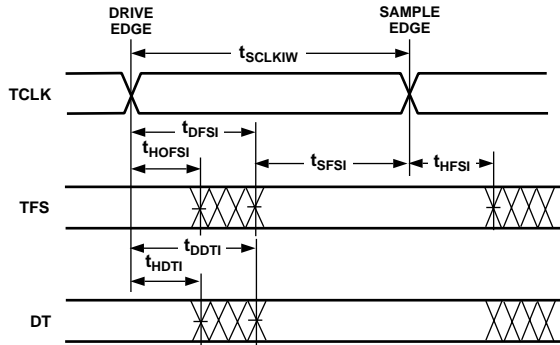 DRIVE
EDGE
SAMPLE
EDGE
tSCLKIW
TCLK
tDFSI
tHOFSI
tSFSI
tHFSI
TFS
tDDTI
tHDTI
DT